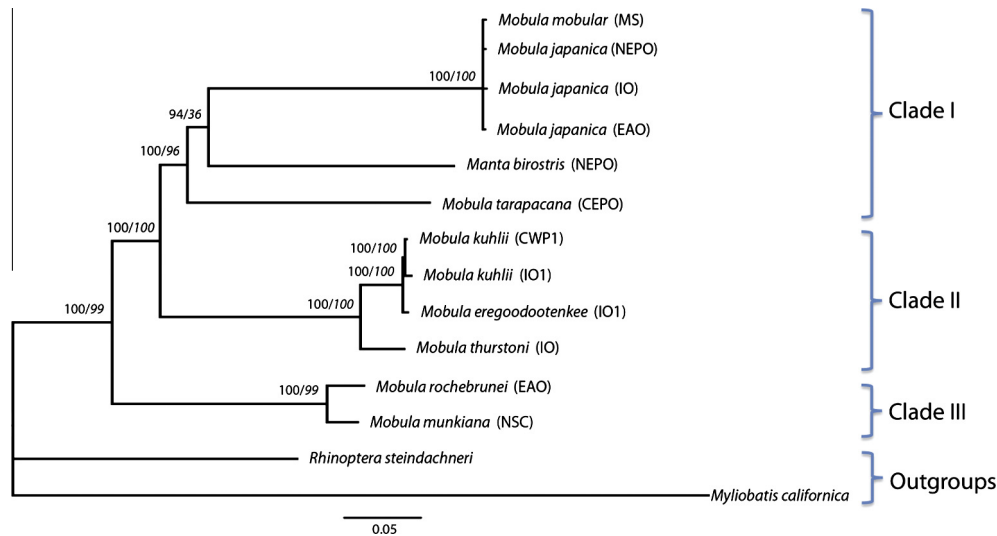 Mobula mobular (MS)
100/100
Mobula japanica (NEPO)
Mobula japanica (IO)
Mobula japanica (EAO)
Clade I
94/36
100/96
Manta birostris (NEPO)
Mobula tarapacana (CEPO)
100/100
Mobula kuhlii (CWP1)
100/100
100/100
Mobula kuhlii (IO1)
100/100
Mobula eregoodootenkee (IO1)
Clade II
100/99
Mobula thurstoni (IO)
100/99
Mobula rochebrunei (EAO)
Mobula munkiana (NSC)
Clade III
Rhinoptera steindachneri
Myliobatis californica
Outgroups
0.05